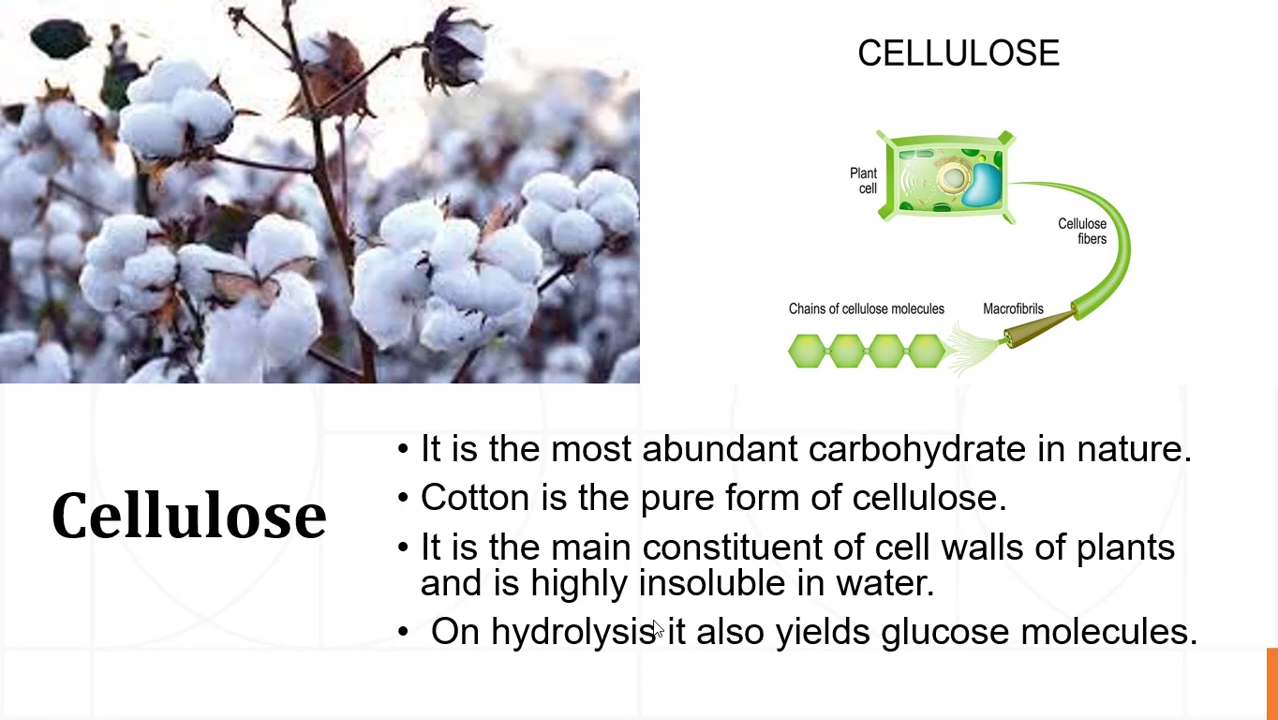 CELLULOSE
Plant
cell
Cellulose
fibers
Chains of cellulose molecules
Macrofibrils
Cellulose
• It is the most abundant carbohydrate in nature.
• Cotton is the pure form of cellulose.
• It is the main constituent of cell walls of plants
and is highly insoluble in water.
• On hydrolysis it also yields glucose molecules.